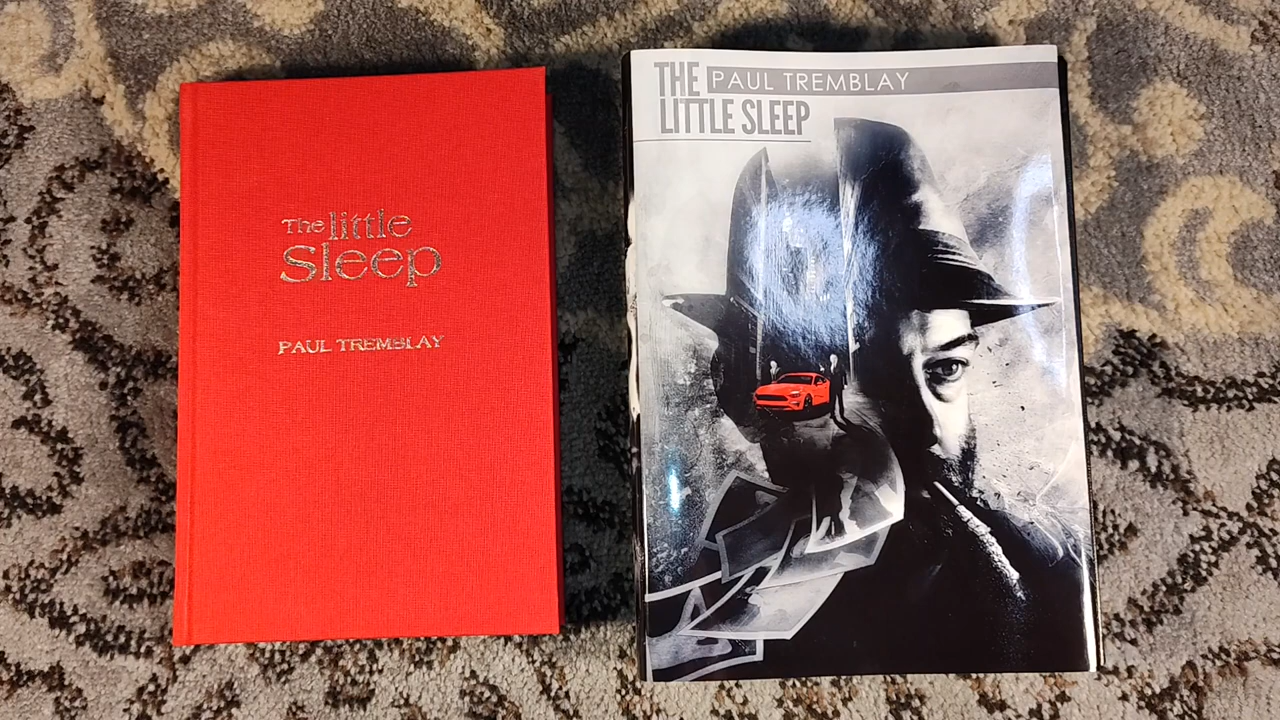 The little
Sleep
PAUL TREMBLAY
THE PAUL TREMBLAY
LITTLE SLEEP